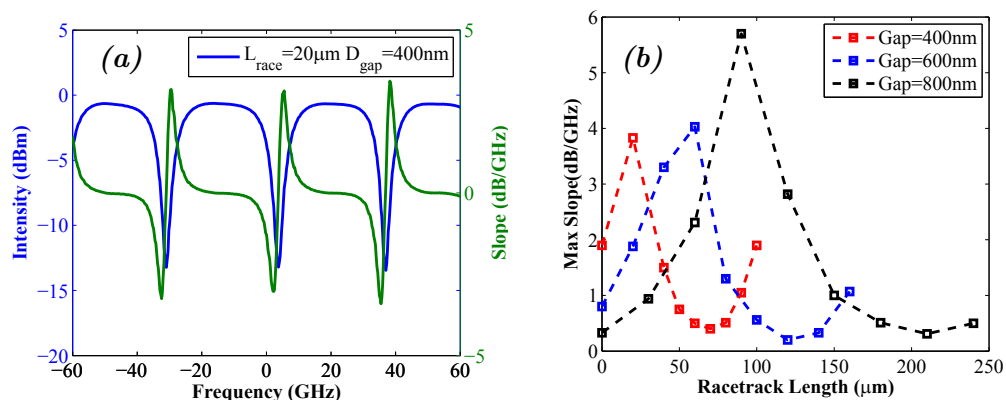 (a)
L_race=20μm D_gap=400nm
5
0
−5
−10
−15
−20
Intensity (dBm)
5
0
−5
Slope (dB/GHz)
−60 −40 −20 0 20 40 60
Frequency (GHz)
(b)
Gap=400nm
Gap=600nm
Gap=800nm
6
5
4
3
2
1
0
Max Slope(dB/GHz)
0 50 100 150 200 250
Racetrack Length (μm)